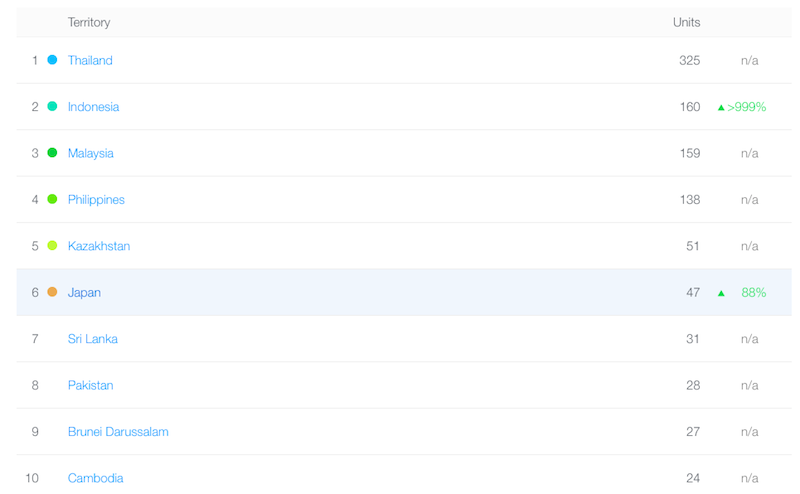 Territory Units
1 Thailand 325 n/a
2 Indonesia 160 ▲>999%
3 Malaysia 159 n/a
4 Philippines 138 n/a
5 Kazakhstan 51 n/a
6 Japan 47 ▲ 88%
7 Sri Lanka 31 n/a
8 Pakistan 28 n/a
9 Brunei Darussalam 27 n/a
10 Cambodia 24 n/a